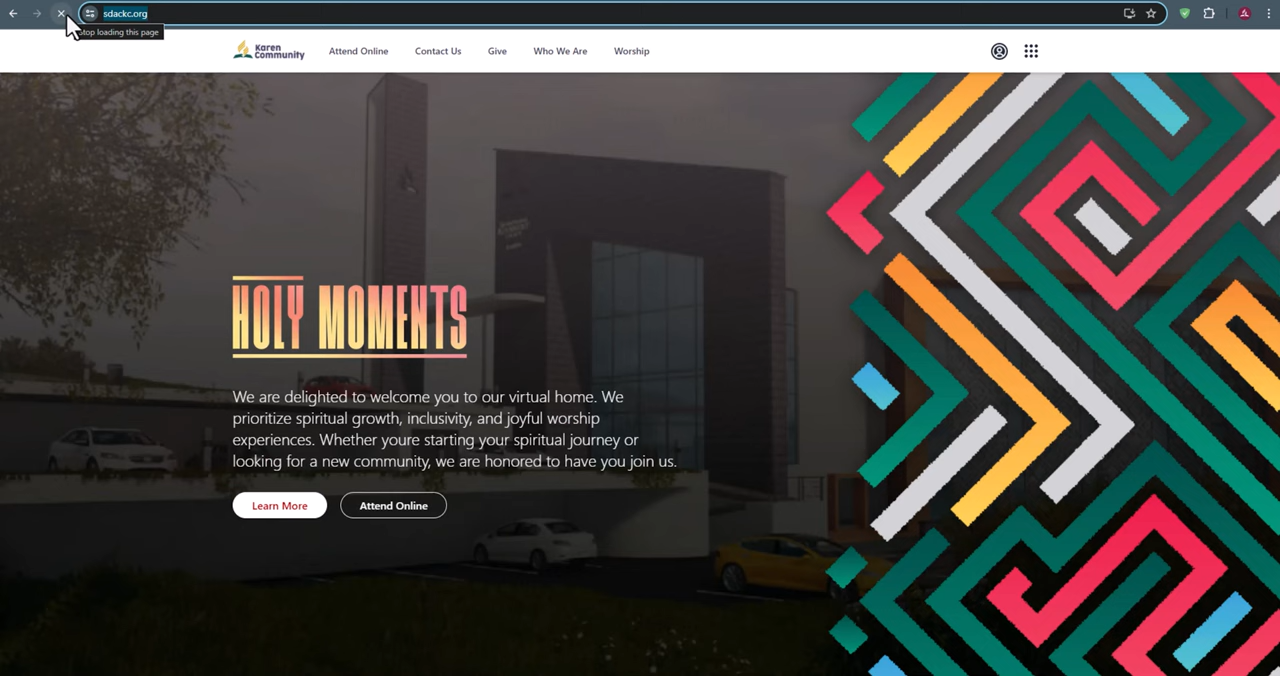 sdackc.org
Stop loading this page
Karen
Community
Attend Online
Contact Us
Give
Who We Are
Worship
HOLY MOMENTS
We are delighted to welcome you to our virtual home. We
prioritize spiritual growth, inclusivity, and joyful worship
experiences. Whether youre starting your spiritual journey or
looking for a new community, we are honored to have you join us.
Learn More
Attend Online